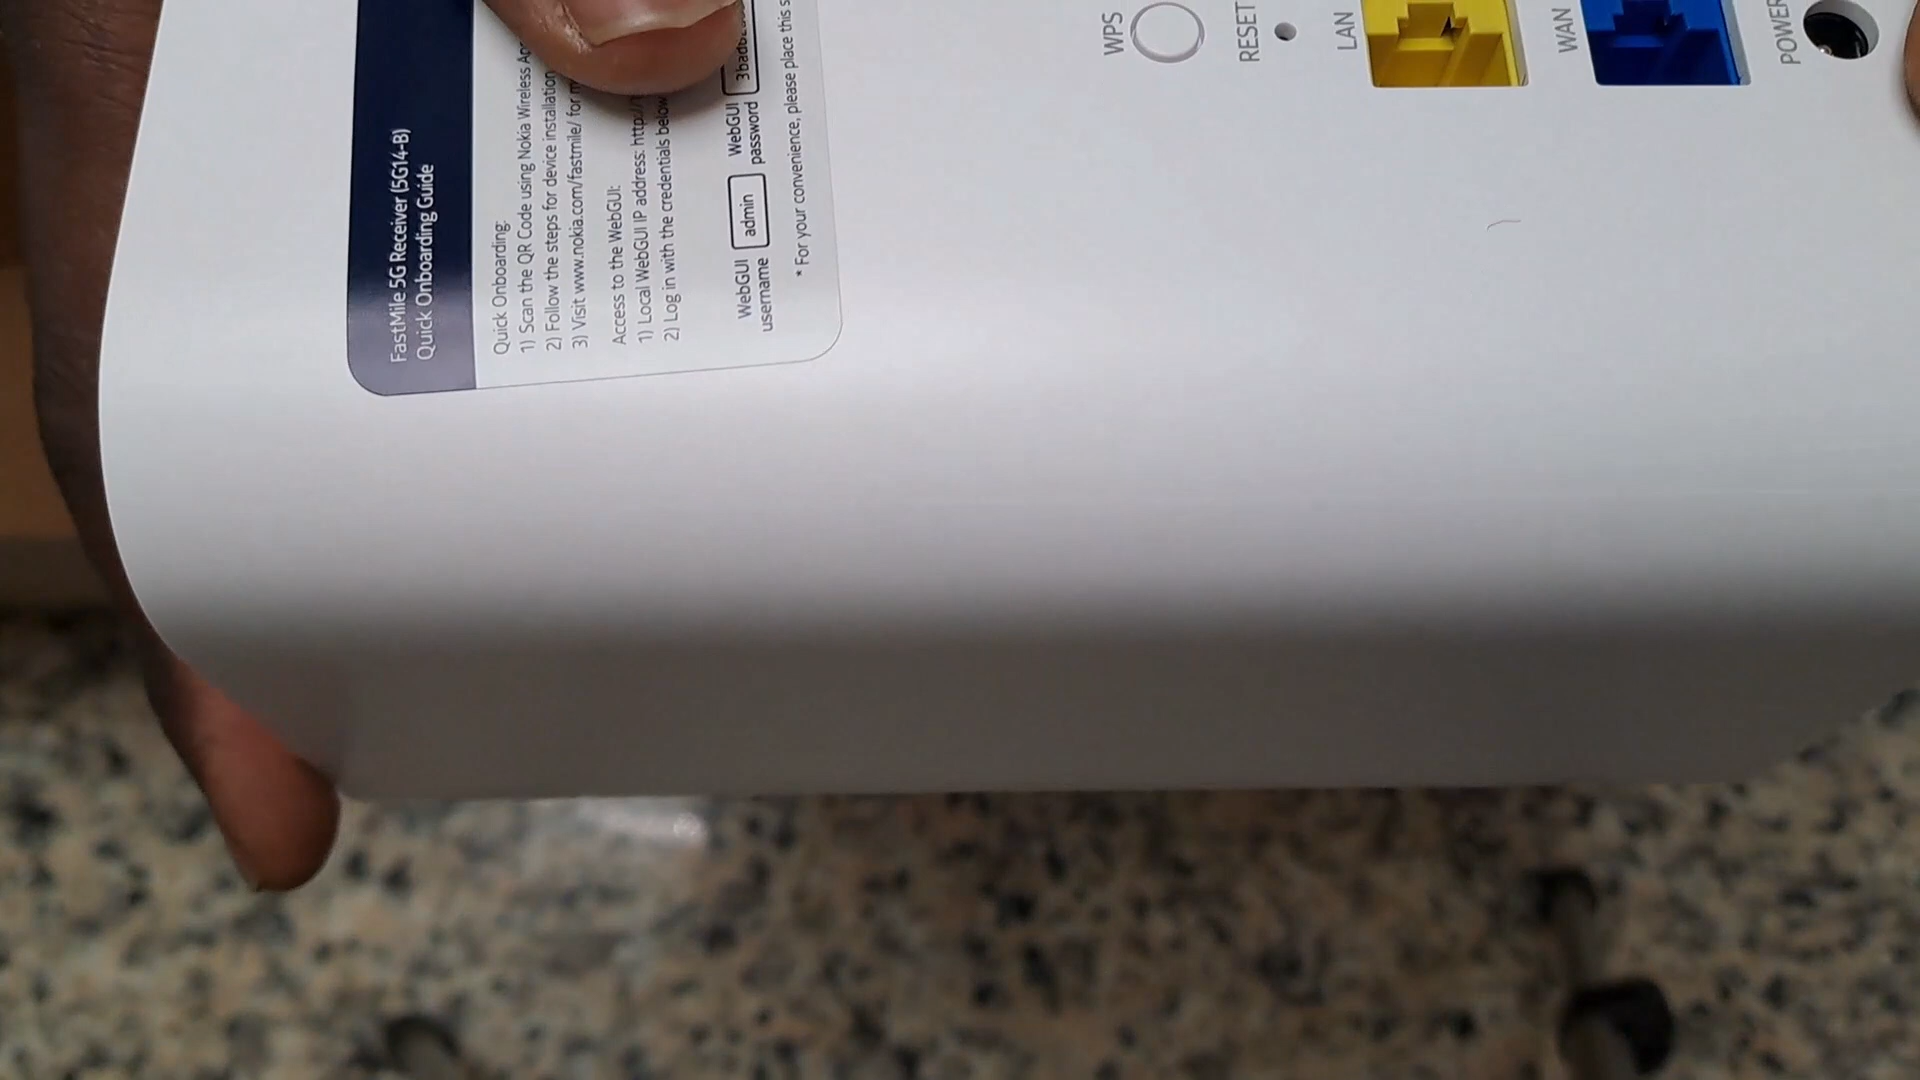 FastMile 5G Receiver (5G14-B)
Quick Onboarding Guide
Quick Onboarding:
1) Scan the QR Code using Nokia Wireless
2) Follow the steps for device installation
3) Visit www.nokia.com/fastmile/ for
Access to the WebGUI:
1) Local WebGUI IP address: http://
2) Log in with the credentials below
WebGUI username
admin
WebGUI password
* For your convenience, please place this
WPS
RESET
LAN
WAN
POWER